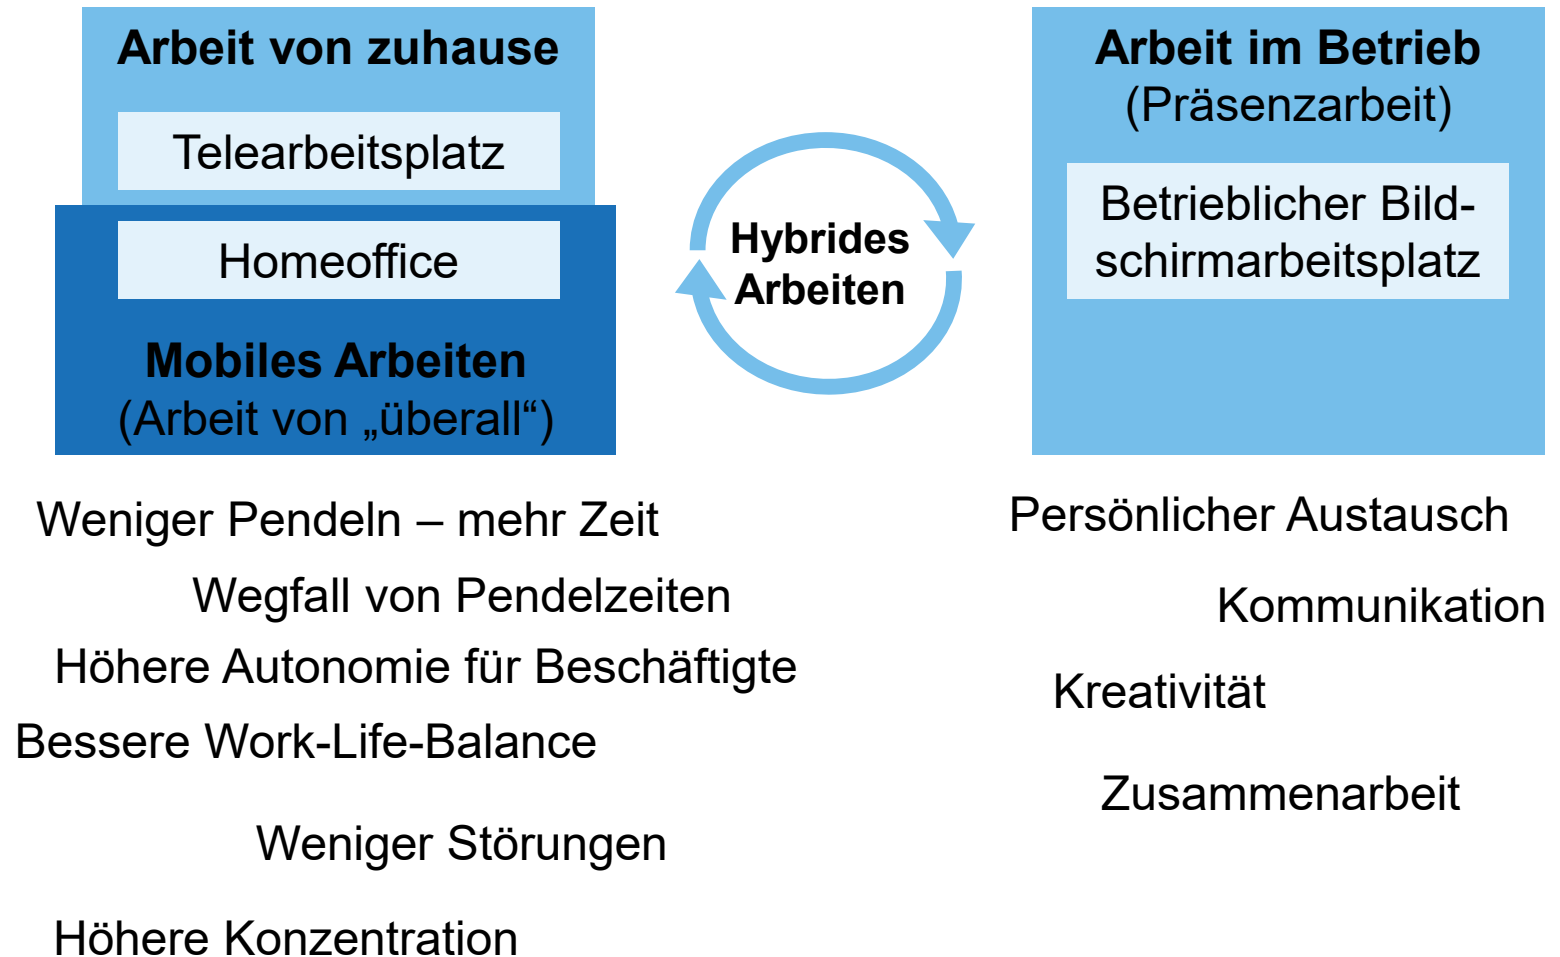 Arbeit von zuhause
Telearbeitsplatz
Homeoffice
Mobiles Arbeiten
(Arbeit von „überall“)
Hybrides
Arbeiten
Arbeit im Betrieb
(Präsenzarbeit)
Betrieblicher Bild-
schirmarbeitsplatz
Weniger Pendeln – mehr Zeit
Wegfall von Pendelzeiten
Höhere Autonomie für Beschäftigte
Bessere Work-Life-Balance
Weniger Störungen
Höhere Konzentration
Persönlicher Austausch
Kommunikation
Kreativität
Zusammenarbeit